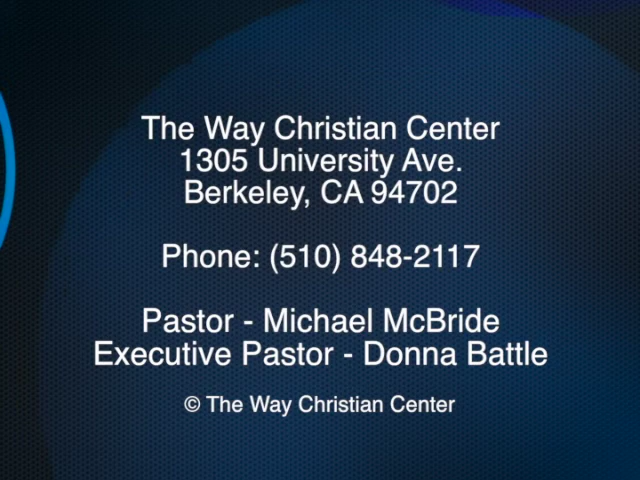 The Way Christian Center
1305 University Ave.
Berkeley, CA 94702
Phone: (510) 848-2117
Pastor - Michael McBride
Executive Pastor - Donna Battle
© The Way Christian Center